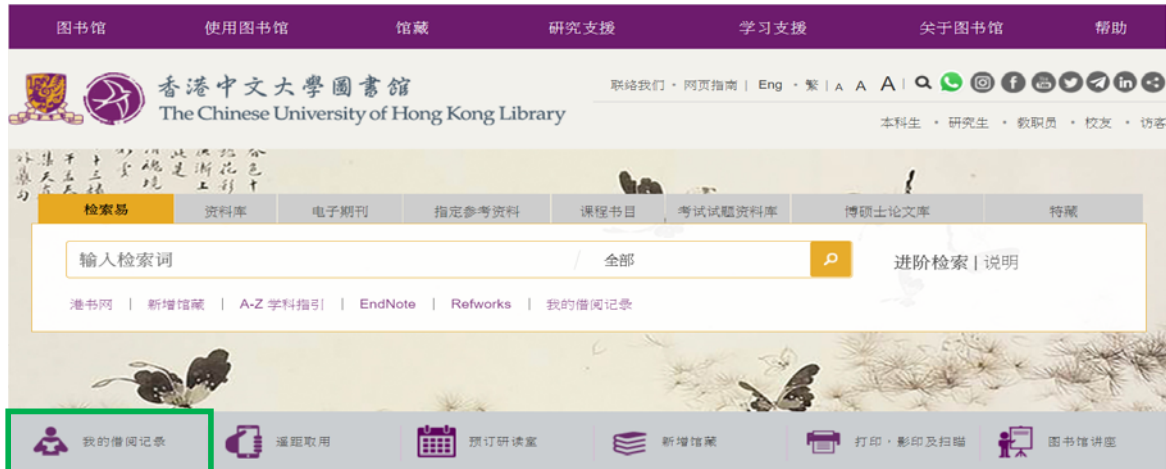 图书馆 使用图书馆 馆藏 研究支援 学习支援 关于图书馆 帮助
香港中文大學圖書館
The Chinese University of Hong Kong Library
联络我们 · 网页指南 | Eng · 繁 | A A A |
本科生 · 研究生 · 教职员 · 校友 · 访客
检索易 资料库 电子期刊 指定参考资料 课程书目 考试试题资料库 博硕士论文库 特藏
输入检索词 / 全部
进阶检索 | 说明
港书网 | 新增馆藏 | A-Z 学科指引 | EndNote | Refworks | 我的借阅记录
我的借阅记录 遥距取用 预订研读室 新增馆藏 打印·影印及扫瞄 图书馆讲座